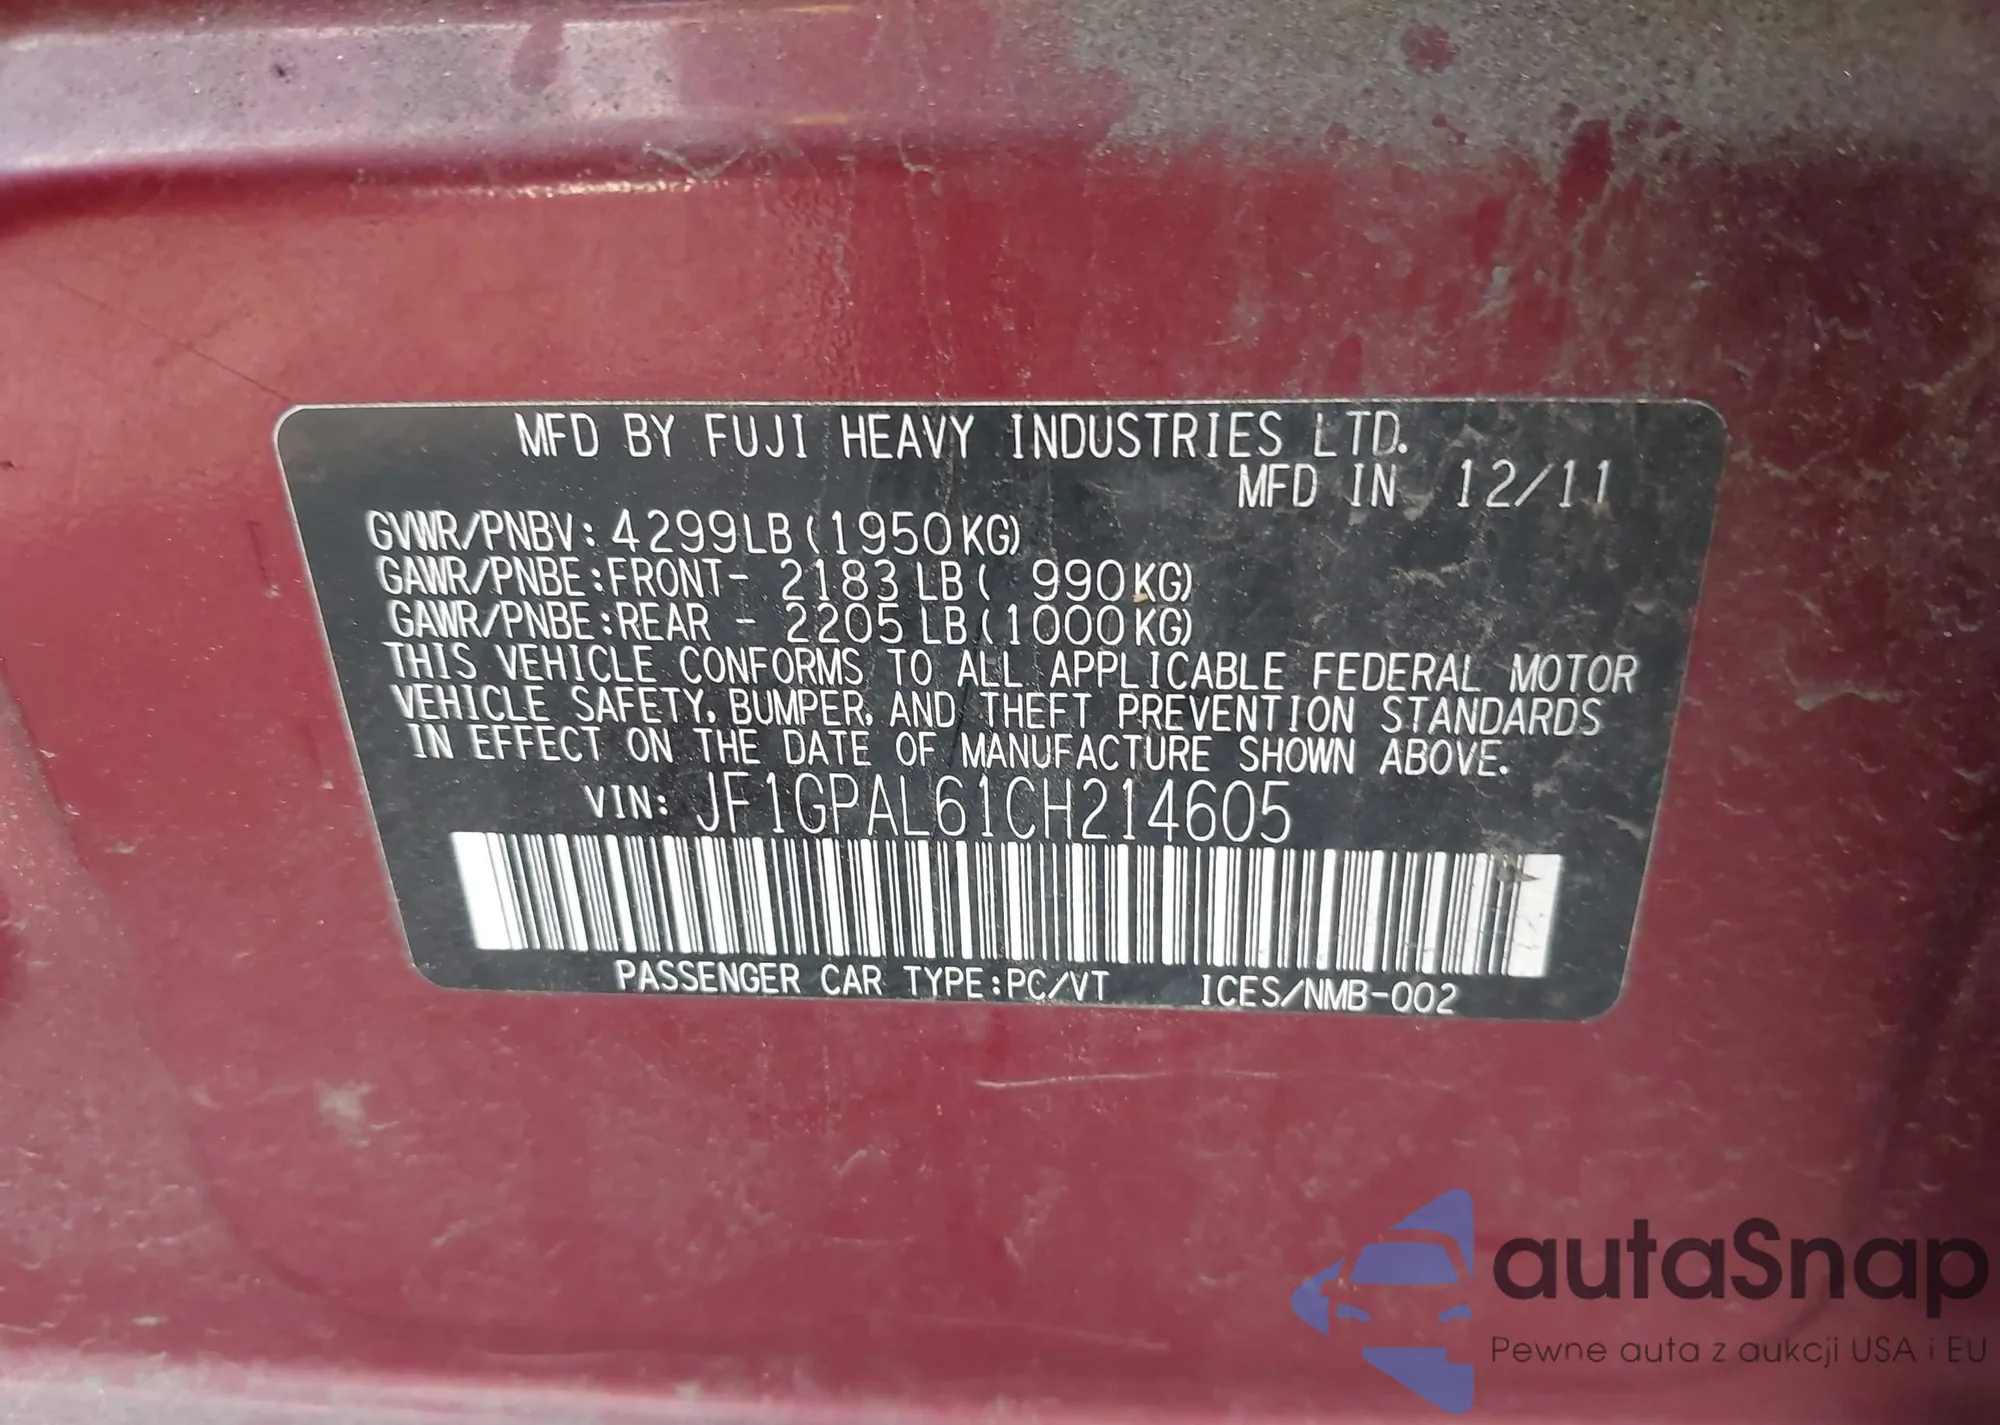 MFD BY FUJI HEAVY INDUSTRIES LTD.
MFD IN 12/11
GVWR/PNBV: 4299LB(1950KG)
GAWR/PNBE:FRONT- 2183 LB( 990KG)
GAWR/PNBE:REAR - 2205 LB(1000KG)
THIS VEHICLE CONFORMS TO ALL APPLICABLE FEDERAL MOTOR
VEHICLE SAFETY, BUMPER, AND THEFT PREVENTION STANDARDS
IN EFFECT ON THE DATE OF MANUFACTURE SHOWN ABOVE.
VIN: JF1GPAL61CH214605
PASSENGER CAR TYPE:PC/VT ICES/NMB-002
autaSnap
Pewne auta z aukcji USA i EU